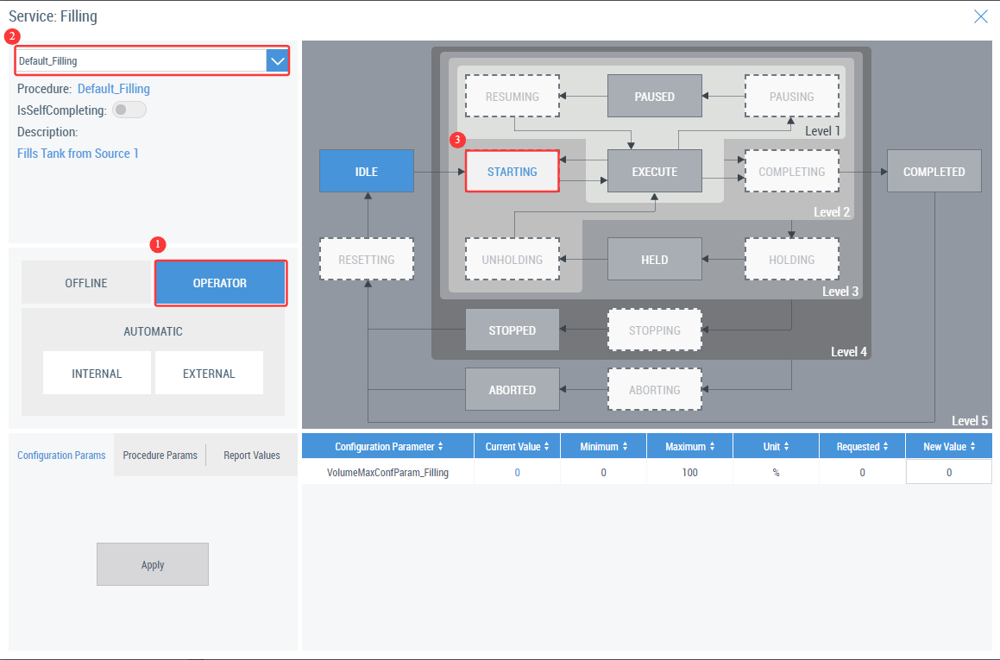 Service: Filling
2
Default_Filling
Procedure: Default_Filling
IsSelfCompleting:
Description:
Fills Tank from Source 1
1
OFFLINE
OPERATOR
AUTOMATIC
INTERNAL
EXTERNAL
RESUMING
PAUSED
PAUSING
Level 1
3
IDLE
STARTING
EXECUTE
COMPLETING
COMPLETED
Level 2
RESETTING
UNHOLDING
HELD
HOLDING
Level 3
STOPPED
STOPPING
Level 4
ABORTED
ABORTING
Level 5
Configuration Params
Procedure Params
Report Values
Apply
Configuration Parameter Current Value Minimum Maximum Unit Requested New Value
VolumeMaxConfParam_Filling 0 0 100 % 0 0